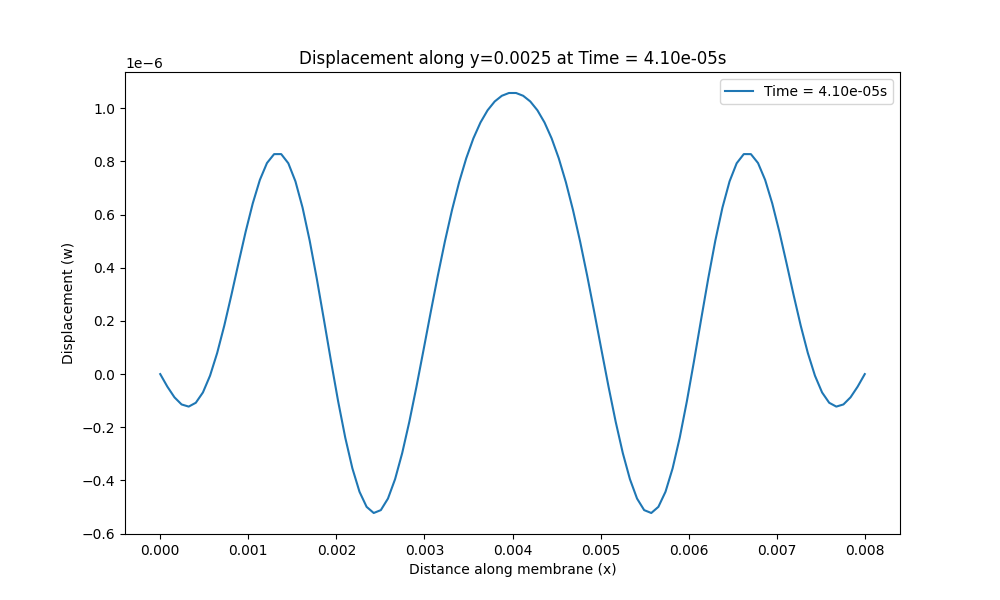 Displacement along y=0.0025 at Time = 4.10e-05s
1e−6
Time = 4.10e-05s
1.0
0.8
0.6
0.4
0.2
0.0
−0.2
−0.4
−0.6
Displacement (w)
0.000 0.001 0.002 0.003 0.004 0.005 0.006 0.007 0.008
Distance along membrane (x)